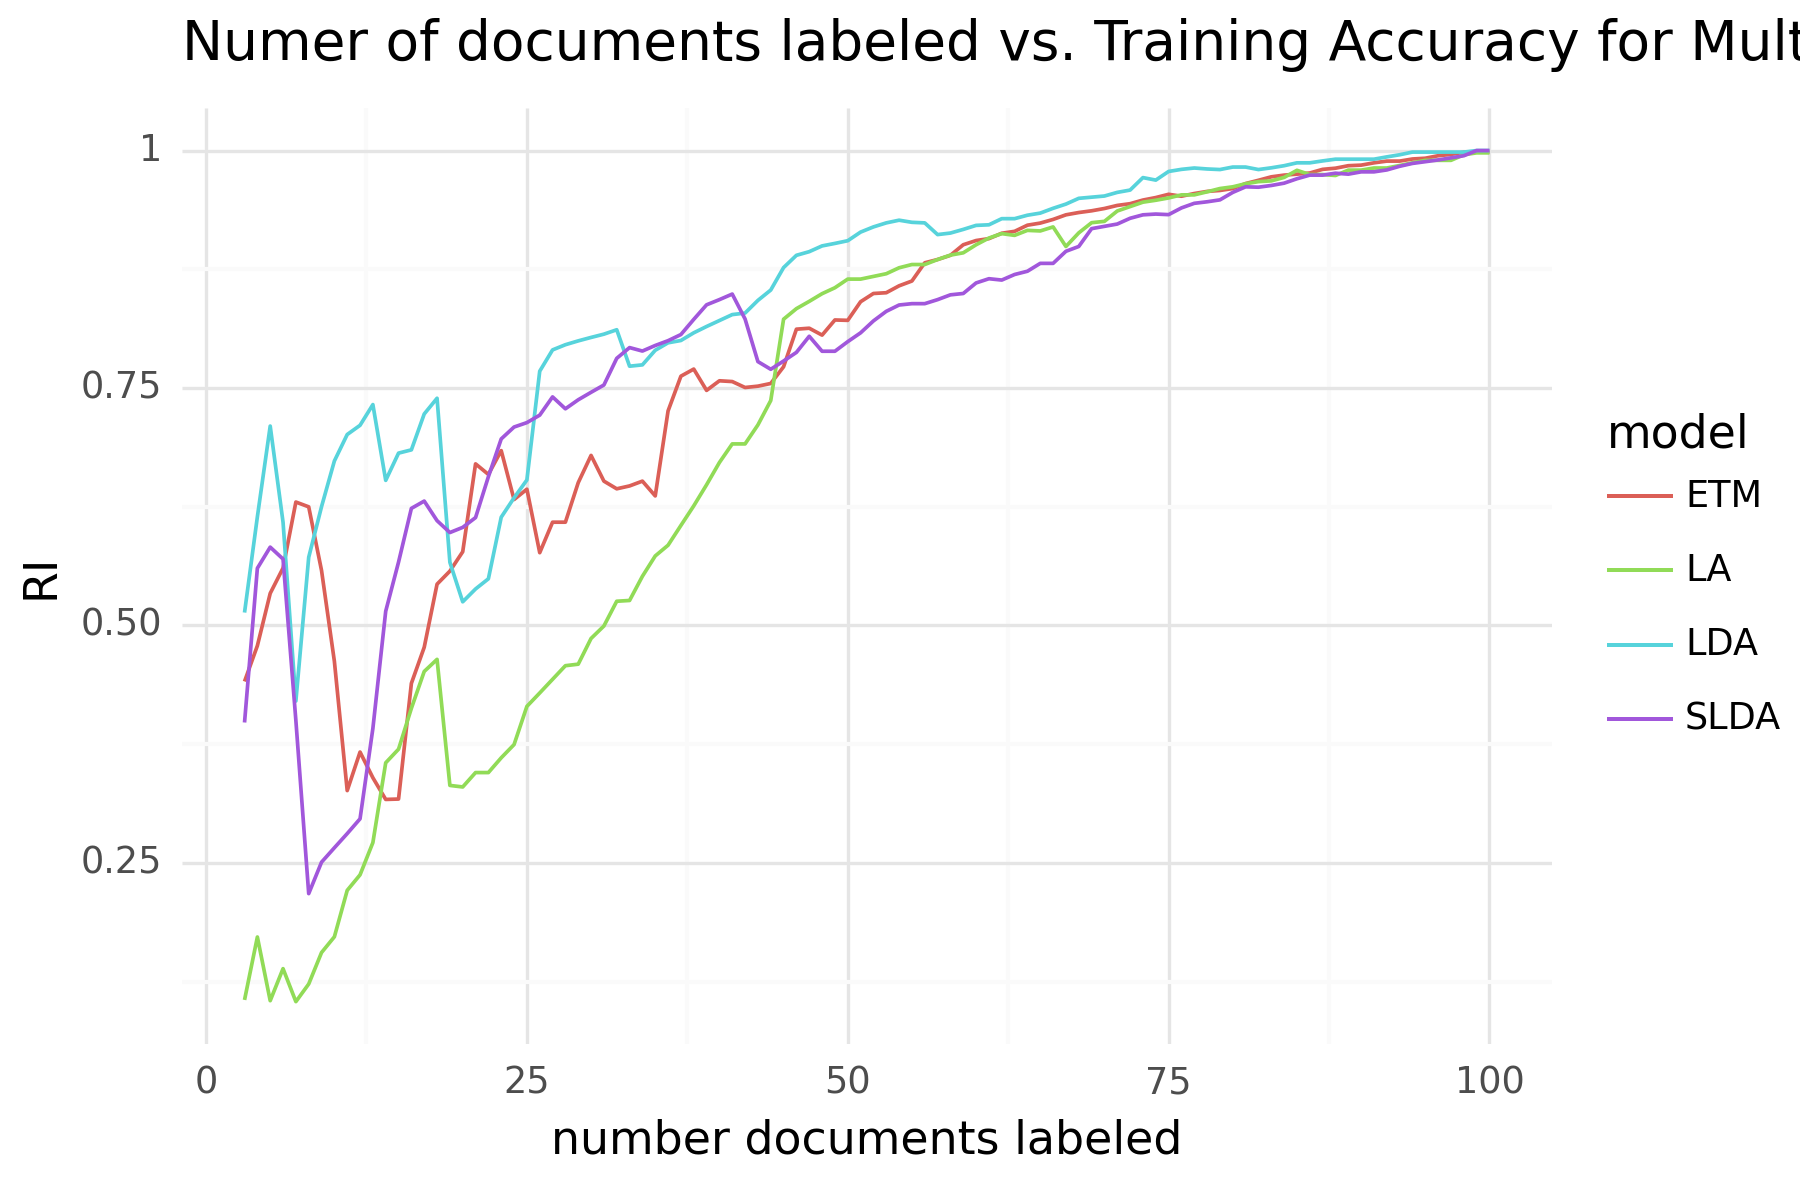 Numer of documents labeled vs. Training Accuracy for Mult
1
0.75
0.50
0.25
RI
0 25 50 75 100
number documents labeled
model
ETM
LA
LDA
SLDA